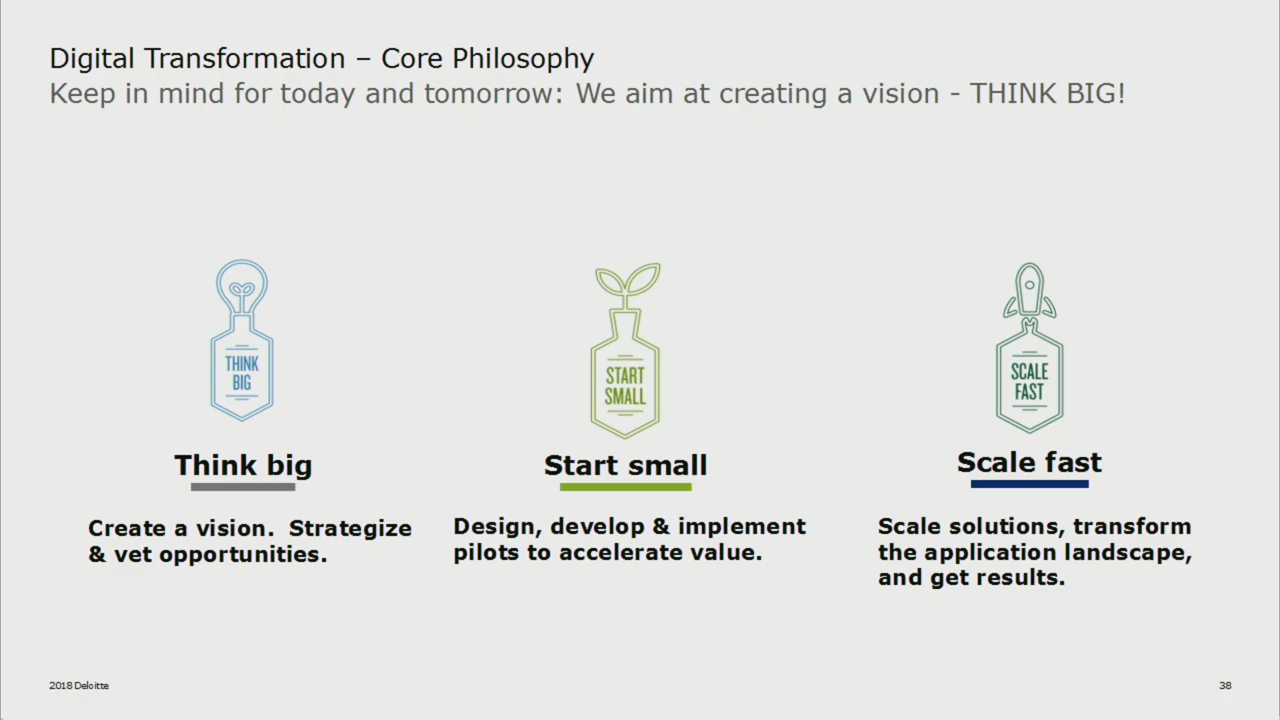 Digital Transformation – Core Philosophy
Keep in mind for today and tomorrow: We aim at creating a vision - THINK BIG!
THINK
BIG
START
SMALL
SCALE
FAST
Think big
Start small
Scale fast
Create a vision.  Strategize
& vet opportunities.
Design, develop & implement
pilots to accelerate value.
Scale solutions, transform
the application landscape,
and get results.
2018 Deloitte
38